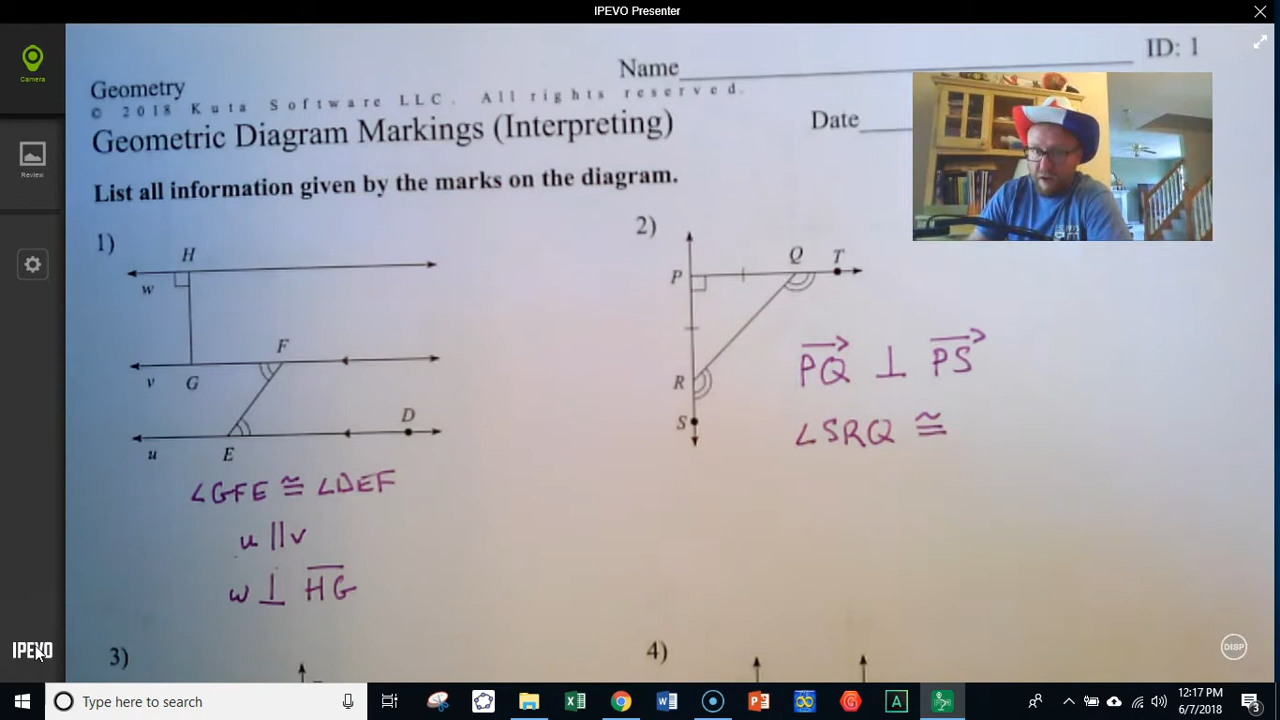 IPEVO Presenter
Camera
Review
IPEVO
Geometry
© 2018 Kuta Software LLC. All rights reserved.
Geometric Diagram Markings (Interpreting)
Name
ID: 1
Date
List all information given by the marks on the diagram.
1)
H
w
F
v G
D
u E
∠GFE ≅ ∠DEF
u || v
w ⊥ H͞G͞
2)
P Q T
R
S
PQ→ ⊥ PS→
∠SRQ ≅
3)
4)
DISP
Type here to search
12:17 PM
6/7/2018
3